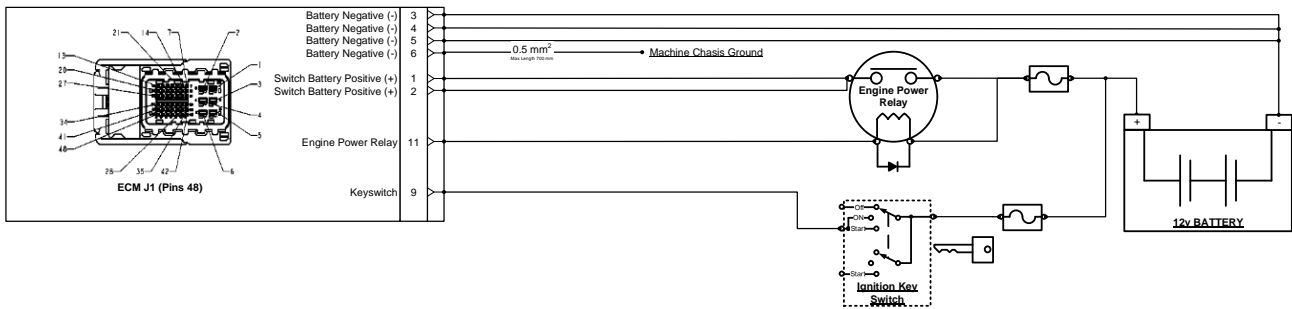 21
14
7
2
15
20
27
1
3
4
5
34
41
48
28
35
42
6
ECM J1 (Pins 48)
Battery Negative (-) 3
Battery Negative (-) 4
Battery Negative (-) 5
Battery Negative (-) 6
0.5 mm²
Max Length 700 mm
Machine Chasis Ground
Switch Battery Positive (+) 1
Switch Battery Positive (+) 2
Engine Power Relay 11
Keyswitch 9
Engine Power
Relay
Off
ON
Start
Start
Ignition Key
Switch
+
-
12v BATTERY